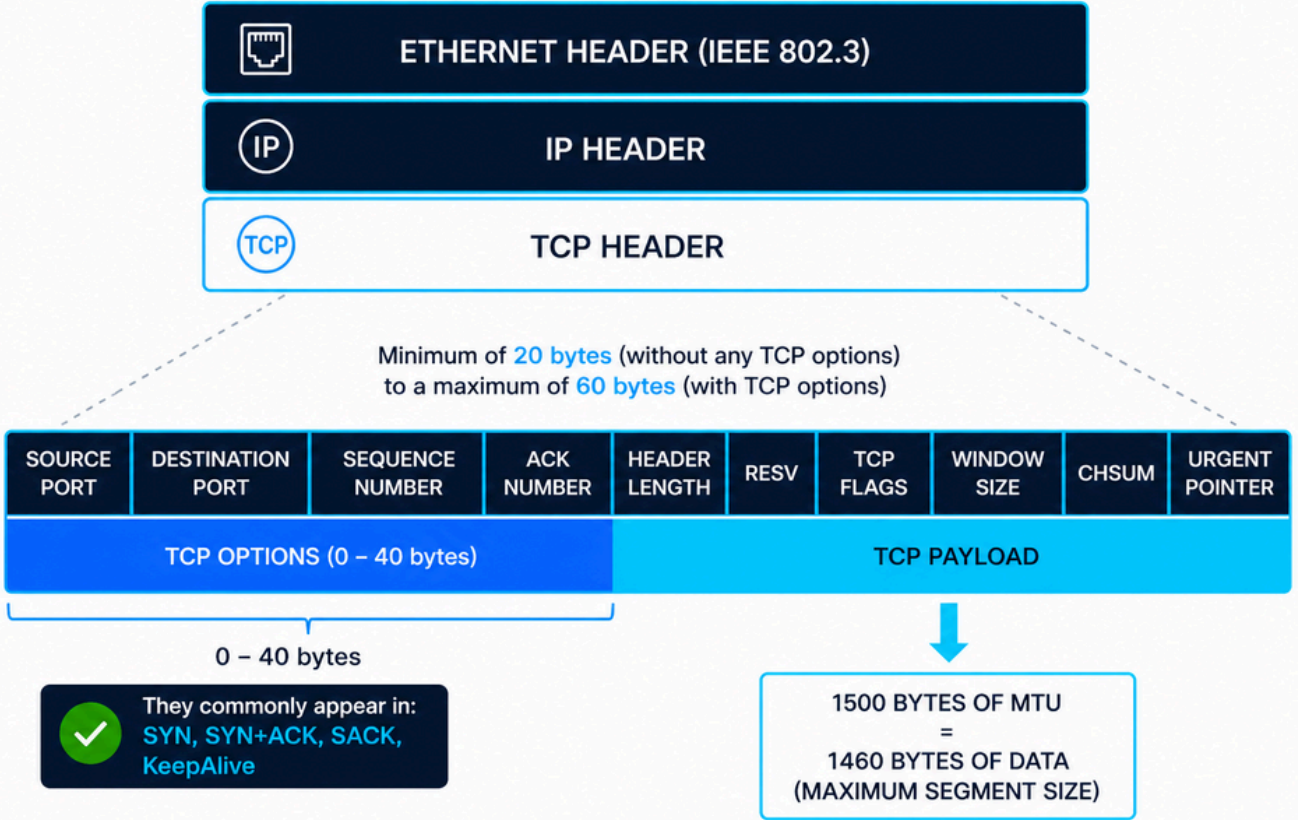 ETHERNET HEADER (IEEE 802.3)
IP
IP HEADER
TCP
TCP HEADER
Minimum of 20 bytes (without any TCP options)
to a maximum of 60 bytes (with TCP options)
SOURCE
PORT
DESTINATION
PORT
SEQUENCE
NUMBER
ACK
NUMBER
HEADER
LENGTH
RESV
TCP
FLAGS
WINDOW
SIZE
CHSUM
URGENT
POINTER
TCP OPTIONS (0 – 40 bytes)
TCP PAYLOAD
0 – 40 bytes
They commonly appear in:
SYN, SYN+ACK, SACK,
KeepAlive
1500 BYTES OF MTU
=
1460 BYTES OF DATA
(MAXIMUM SEGMENT SIZE)